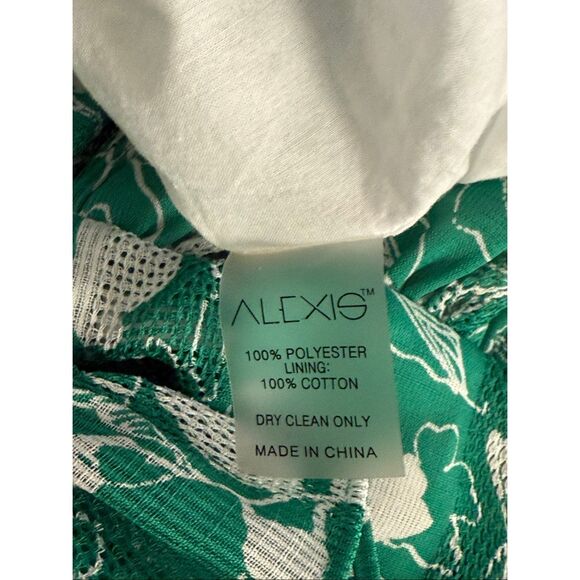 ALEXIS™
100% POLYESTER
LINING:
100% COTTON
DRY CLEAN ONLY
MADE IN CHINA